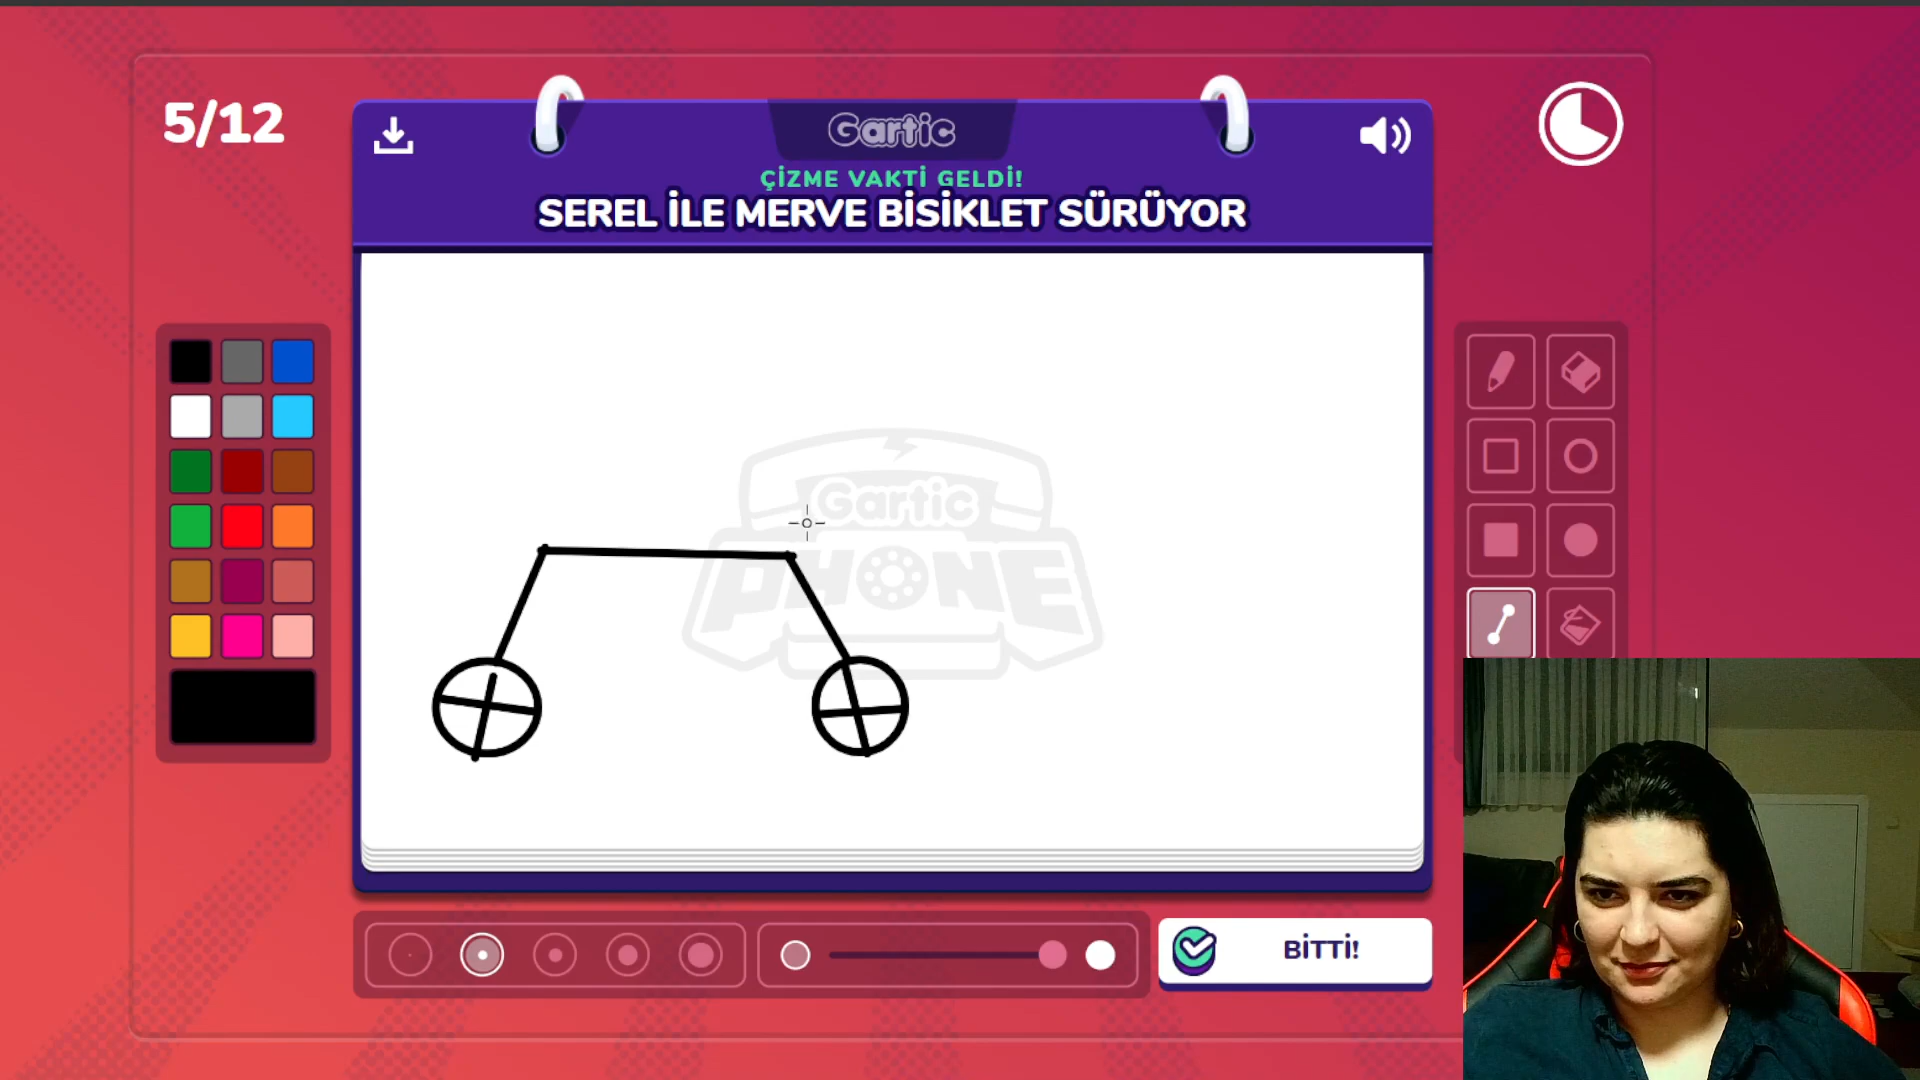 5/12
Gartic
ÇİZME VAKTİ GELDİ!
SEREL İLE MERVE BİSİKLET SÜRÜYOR
Gartic
PHONE
BİTTİ!